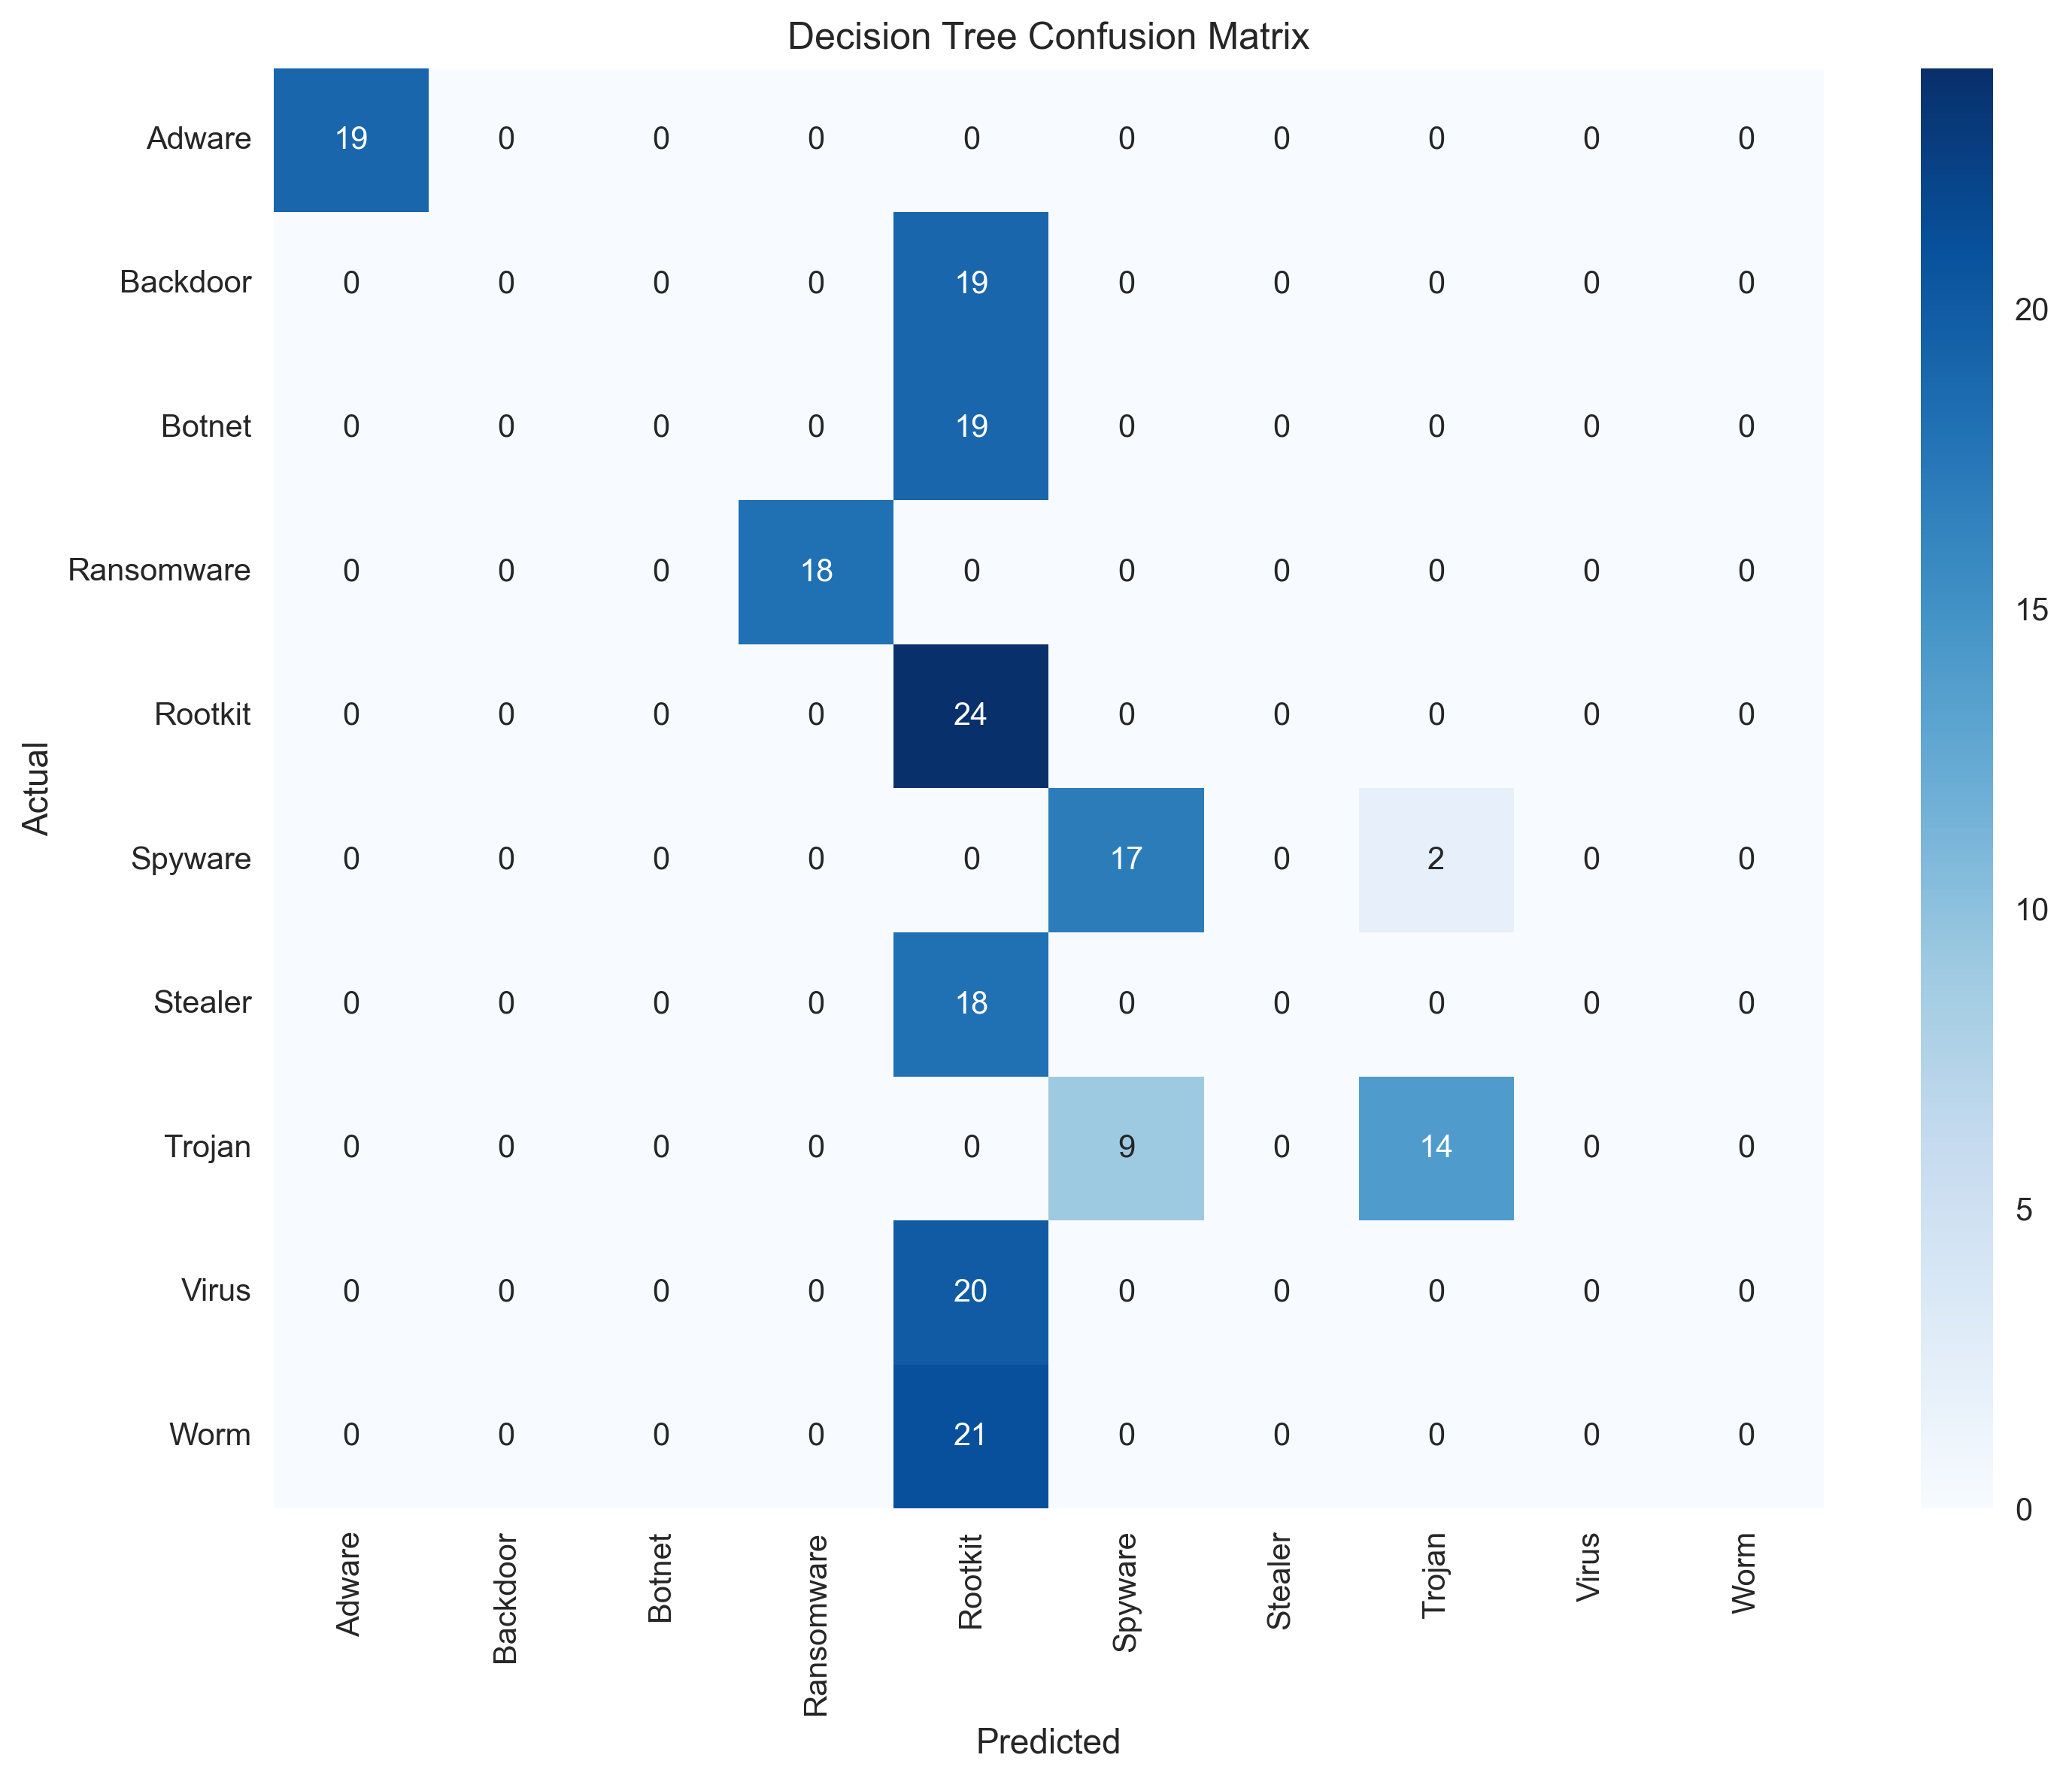 Decision Tree Confusion Matrix
Adware 19 0 0 0 0 0 0 0 0 0
Backdoor 0 0 0 0 19 0 0 0 0 0
Botnet 0 0 0 0 19 0 0 0 0 0
Ransomware 0 0 0 18 0 0 0 0 0 0
Rootkit 0 0 0 0 24 0 0 0 0 0
Spyware 0 0 0 0 0 17 0 2 0 0
Stealer 0 0 0 0 18 0 0 0 0 0
Trojan 0 0 0 0 0 9 0 14 0 0
Virus 0 0 0 0 20 0 0 0 0 0
Worm 0 0 0 0 21 0 0 0 0 0
Actual
Adware Backdoor Botnet Ransomware Rootkit Spyware Stealer Trojan Virus Worm
Predicted
20
15
10
5
0